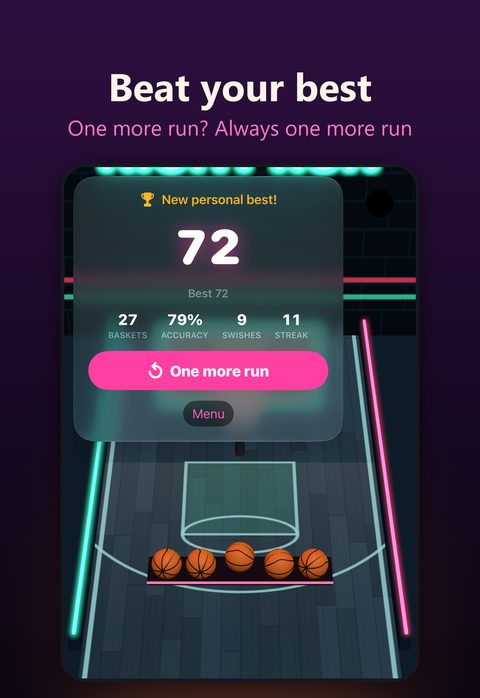 Beat your best
One more run? Always one more run
New personal best!
72
Best 72
27 79% 9 11
BASKETS ACCURACY SWISHES STREAK
One more run
Menu